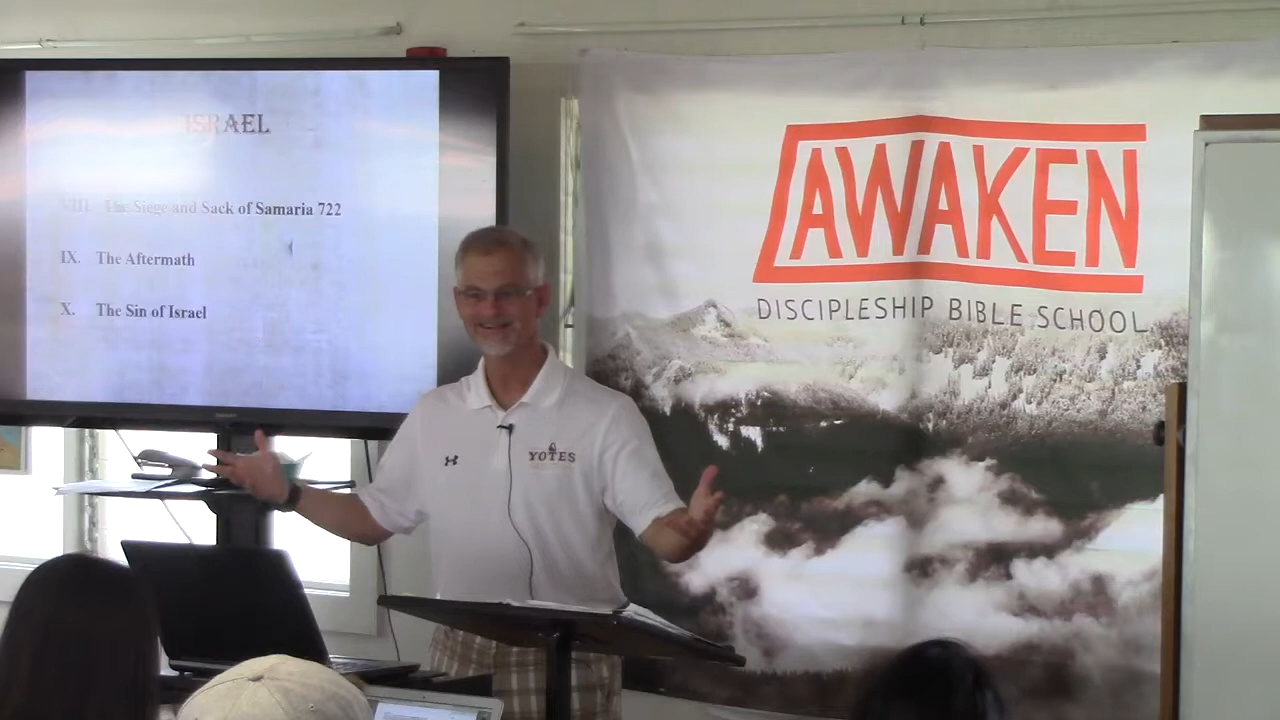 ISRAEL
VIII. The Siege and Sack of Samaria 722
IX. The Aftermath
X. The Sin of Israel
AWAKEN
DISCIPLESHIP BIBLE SCHOOL
YOTES